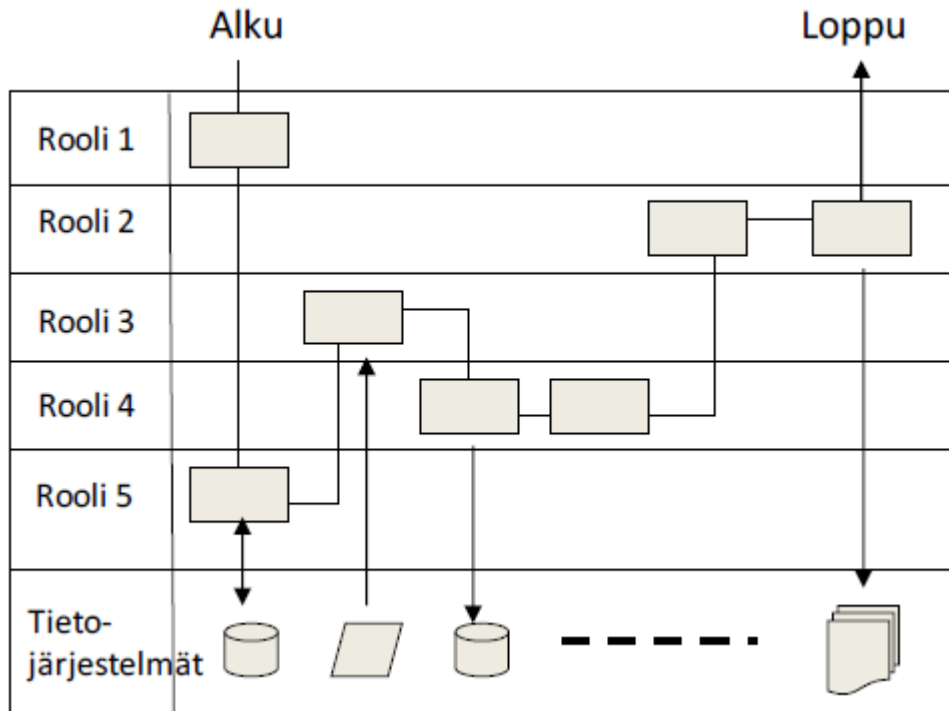 Alku
Loppu
Rooli 1
Rooli 2
Rooli 3
Rooli 4
Rooli 5
Tieto-
järjestelmät